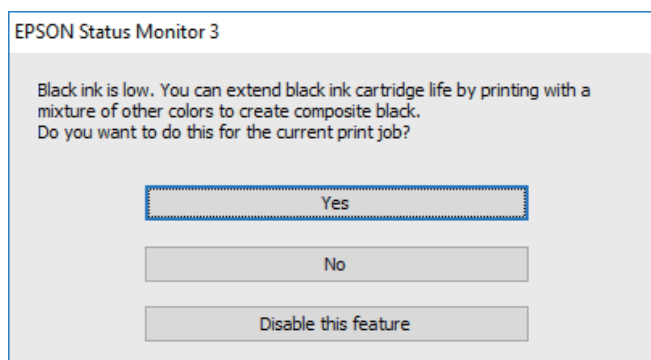 EPSON Status Monitor 3
Black ink is low. You can extend black ink cartridge life by printing with a
mixture of other colors to create composite black.
Do you want to do this for the current print job?
Yes
No
Disable this feature